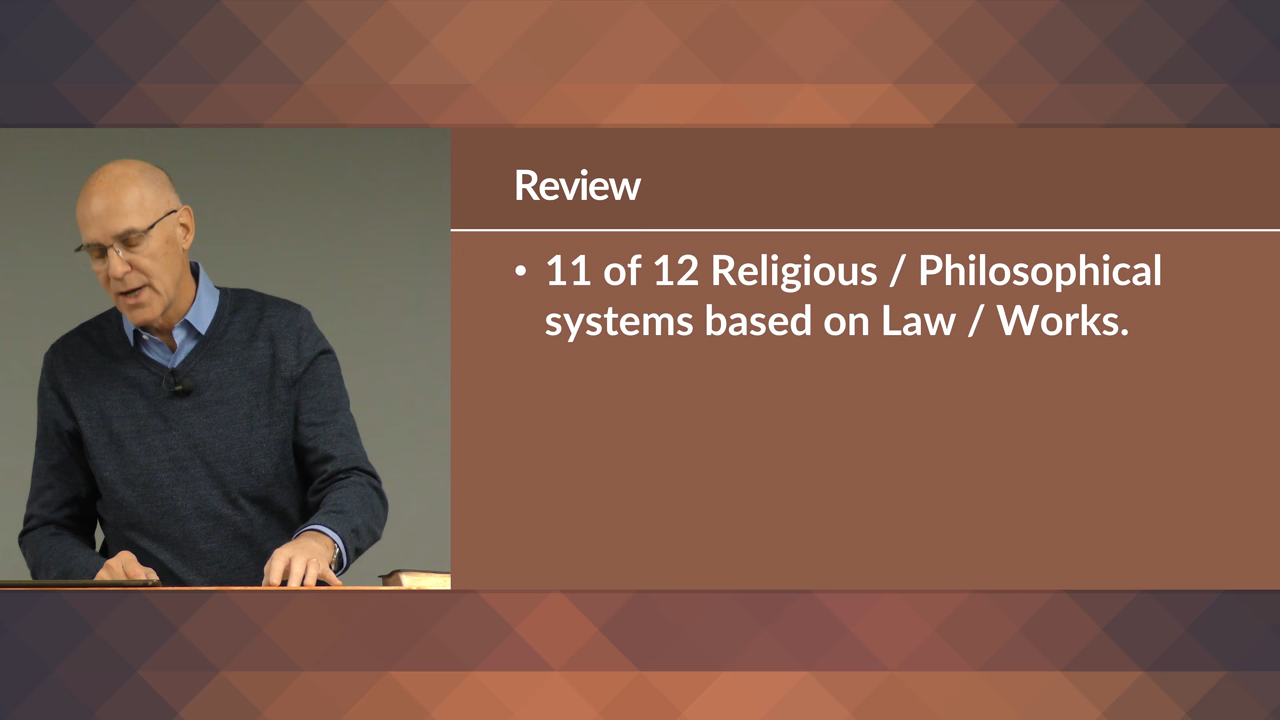 Review
• 11 of 12 Religious / Philosophical
systems based on Law / Works.